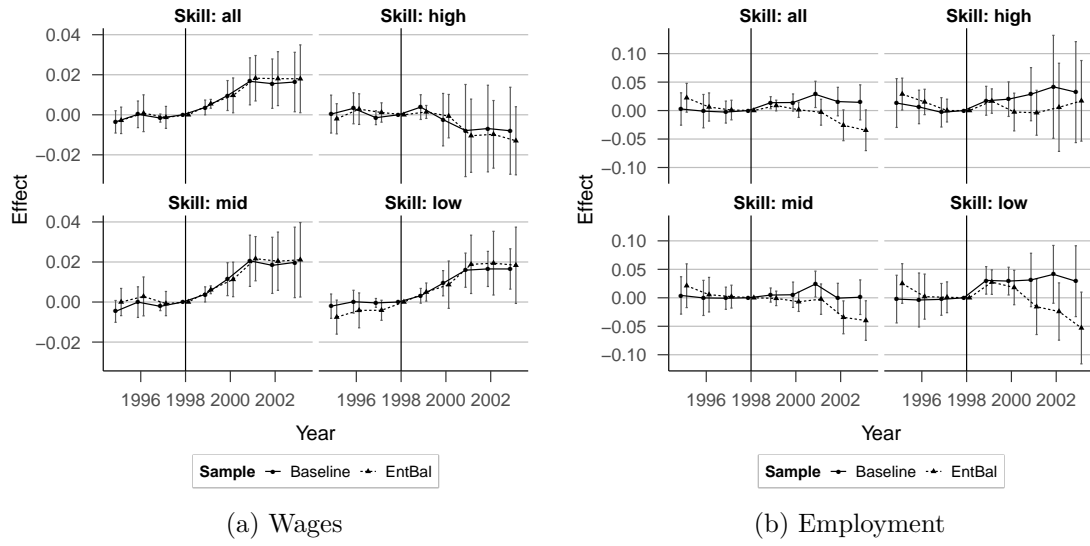 Skill: all Skill: high
0.04
0.02
0.00
−0.02
Skill: mid Skill: low
0.04
0.02
0.00
−0.02
1996 1998 2000 2002 1996 1998 2000 2002
Effect
Year
Sample Baseline EntBal
(a) Wages
Skill: all Skill: high
0.10
0.05
0.00
−0.05
−0.10
Skill: mid Skill: low
0.10
0.05
0.00
−0.05
−0.10
1996 1998 2000 2002 1996 1998 2000 2002
Effect
Year
Sample Baseline EntBal
(b) Employment